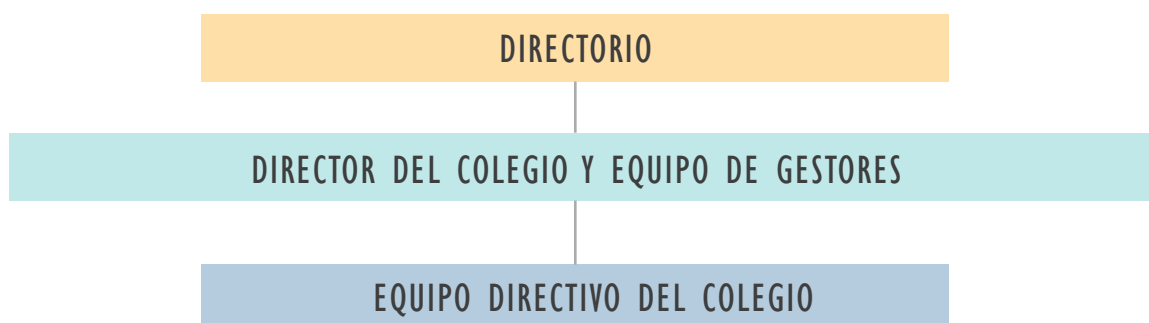 DIRECTORIO
DIRECTOR DEL COLEGIO Y EQUIPO DE GESTORES
EQUIPO DIRECTIVO DEL COLEGIO